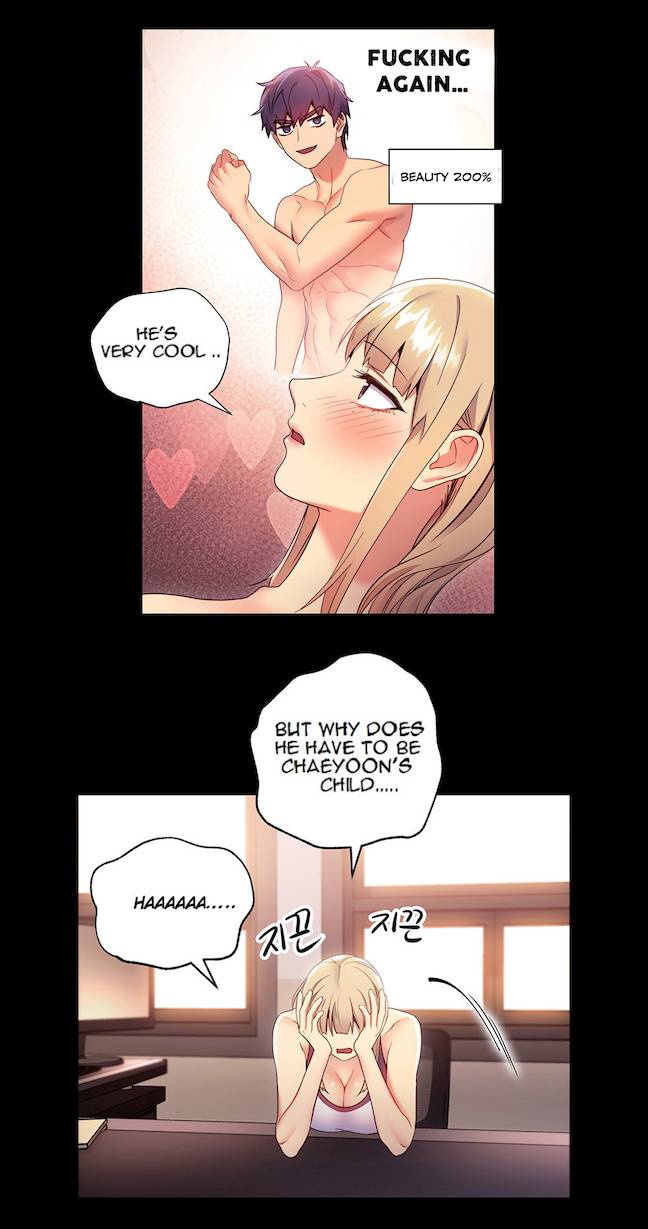 FUCKING
AGAIN...
BEAUTY 200%
HE'S
VERY COOL ..
BUT WHY DOES
HE HAVE TO BE
CHAEYOON'S
CHILD.....
HAAAAAA.....
지끈
지끈